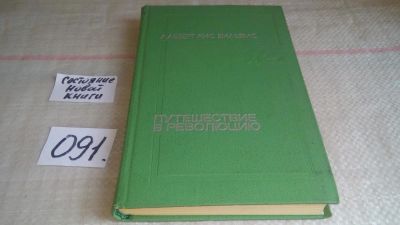 АЛЬБЕРТ РИС ВИЛЬЯМС
ПУТЕШЕСТВИЕ
В РЕВОЛЮЦИЮ
Состояние
новой
книги
091.